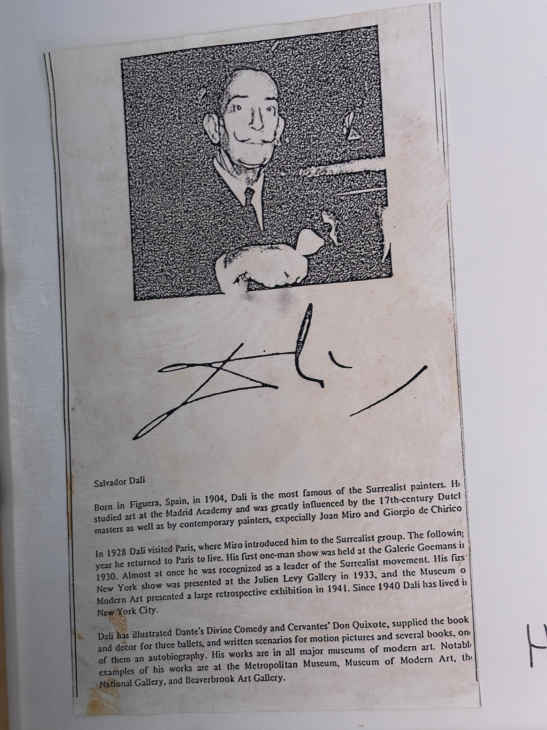 Dali
Salvador Dali
Born in Figuera, Spain, in 1904, Dali is the most famous of the Surrealist painters. He
studied art at the Madrid Academy and was greatly influenced by the 17th-century Dutch
masters as well as by contemporary painters, expecially Joan Miro and Giorgio de Chirico
In 1928 Dali visited Paris, where Miro introduced him to the Surrealist group. The following
year he returned to Paris to live. His first one-man show was held at the Galerie Goemans in
1930. Almost at once he was recognized as a leader of the Surrealist movement. His firs
New York show was presented at the Julien Levy Gallery in 1933, and the Museum o
Modern Art presented a large retrospective exhibition in 1941. Since 1940 Dali has lived i
New York City.
Dali has illustrated Dante's Divine Comedy and Cervantes' Don Quixote, supplied the book
and decor for three ballets, and written scenarios for motion pictures and several books, on
of them an autobiography. His works are in all major museums of modern art. Notabl
examples of his works are at the Metropolitan Museum, Museum of Modern Art, th
National Gallery, and Beaverbrook Art Gallery.